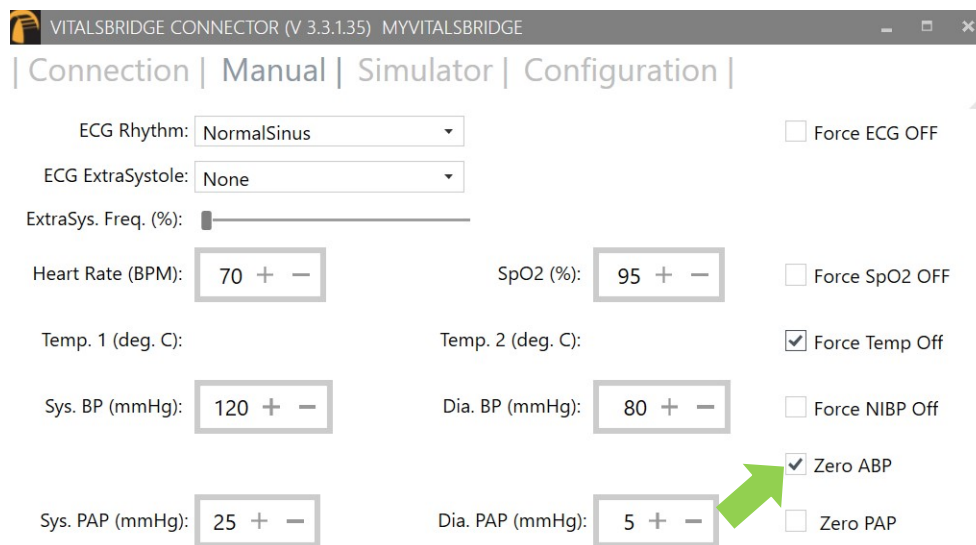 VITALSBRIDGE CONNECTOR (V 3.3.1.35) MYVITALSBRIDGE
| Connection | Manual | Simulator | Configuration |
ECG Rhythm: NormalSinus Force ECG OFF
ECG ExtraSystole: None
ExtraSys. Freq. (%):
Heart Rate (BPM): 70 + − SpO2 (%): 95 + − Force SpO2 OFF
Temp. 1 (deg. C): Temp. 2 (deg. C): Force Temp Off
Sys. BP (mmHg): 120 + − Dia. BP (mmHg): 80 + − Force NIBP Off
Zero ABP
Sys. PAP (mmHg): 25 + − Dia. PAP (mmHg): 5 + − Zero PAP